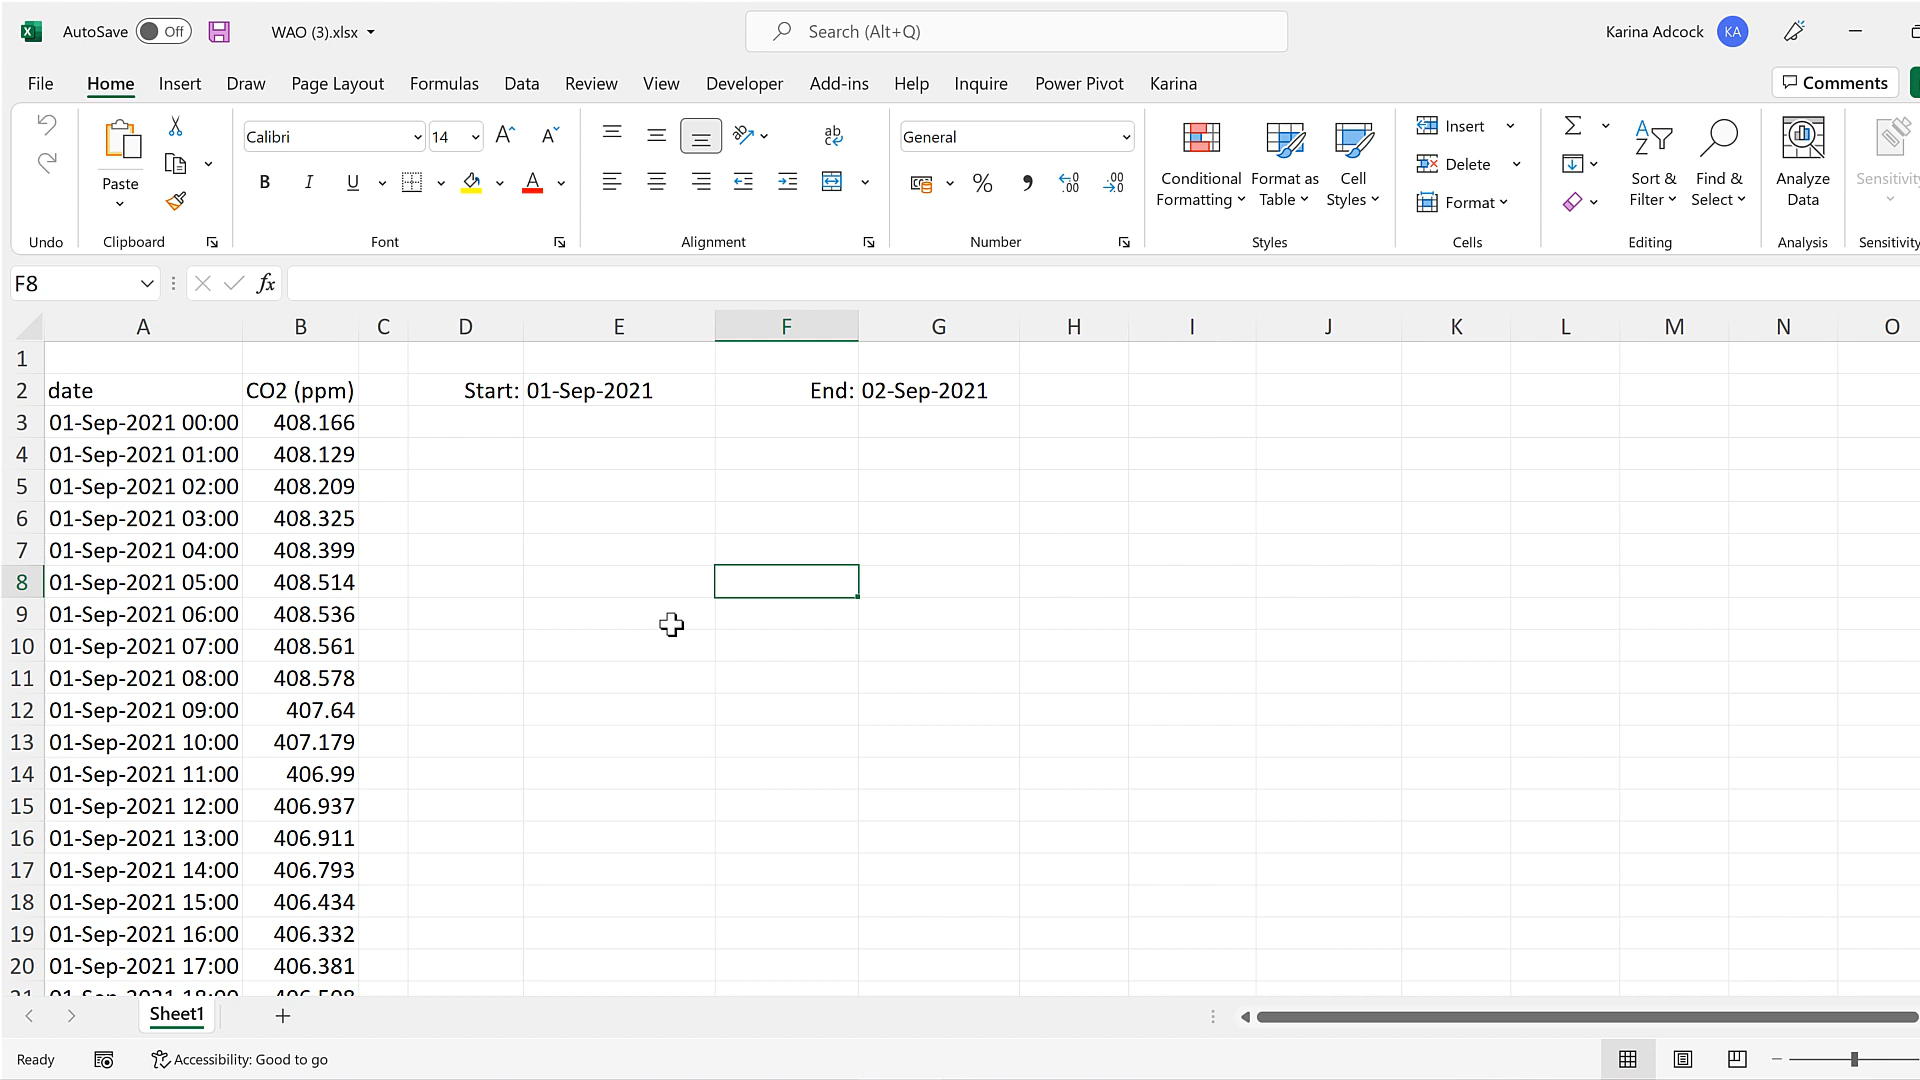 AutoSave Off WAO (3).xlsx Search (Alt+Q) Karina Adcock KA
File Home Insert Draw Page Layout Formulas Data Review View Developer Add-ins Help Inquire Power Pivot Karina Comments
Paste
Calibri 14
General
Conditional Formatting
Format as Table
Cell Styles
Insert
Delete
Format
Sort & Filter
Find & Select
Analyze Data
Sensitivity
Undo Clipboard Font Alignment Number Styles Cells Editing Analysis Sensitivity
F8 fx
A B C D E F G H I J K L M N O
1
2 date CO2 (ppm) Start: 01-Sep-2021 End: 02-Sep-2021
3 01-Sep-2021 00:00 408.166
4 01-Sep-2021 01:00 408.129
5 01-Sep-2021 02:00 408.209
6 01-Sep-2021 03:00 408.325
7 01-Sep-2021 04:00 408.399
8 01-Sep-2021 05:00 408.514
9 01-Sep-2021 06:00 408.536
10 01-Sep-2021 07:00 408.561
11 01-Sep-2021 08:00 408.578
12 01-Sep-2021 09:00 407.64
13 01-Sep-2021 10:00 407.179
14 01-Sep-2021 11:00 406.99
15 01-Sep-2021 12:00 406.937
16 01-Sep-2021 13:00 406.911
17 01-Sep-2021 14:00 406.793
18 01-Sep-2021 15:00 406.434
19 01-Sep-2021 16:00 406.332
20 01-Sep-2021 17:00 406.381
Sheet1
Ready Accessibility: Good to go